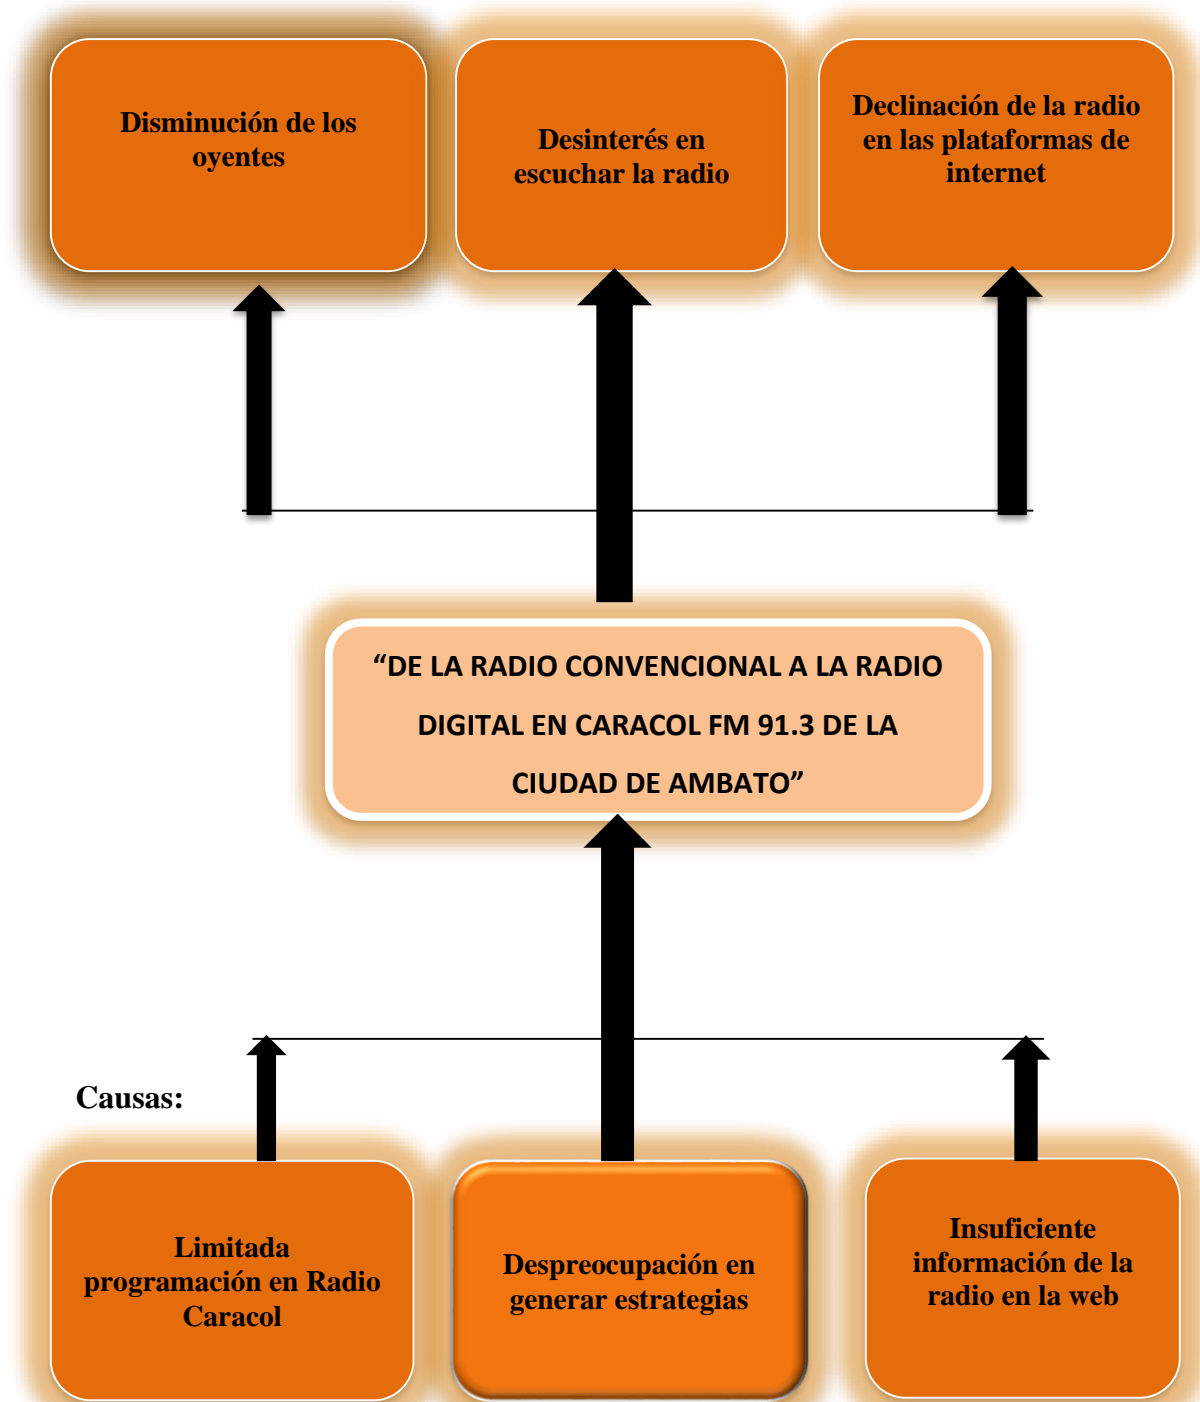 Disminución de los
oyentes
Desinterés en
escuchar la radio
Declinación de la radio
en las plataformas de
internet
“DE LA RADIO CONVENCIONAL A LA RADIO
DIGITAL EN CARACOL FM 91.3 DE LA
CIUDAD DE AMBATO”
Causas:
Limitada
programación en Radio
Caracol
Despreocupación en
generar estrategias
Insuficiente
información de la
radio en la web